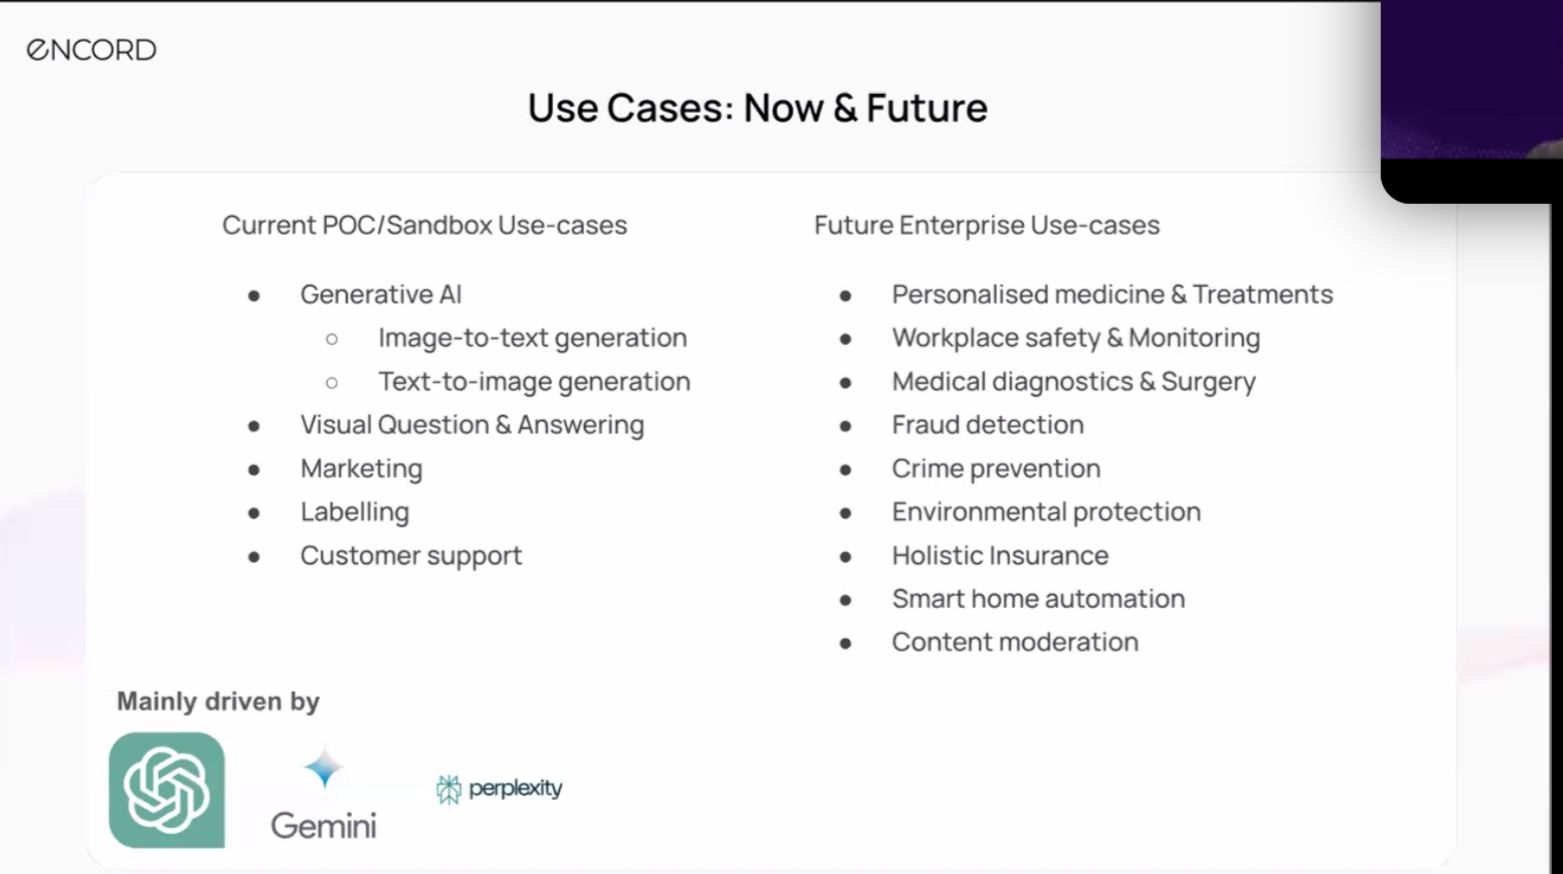 ENCORD
Use Cases: Now & Future
Current POC/Sandbox Use-cases
Generative AI
Image-to-text generation
Text-to-image generation
Visual Question & Answering
Marketing
Labelling
Customer support
Future Enterprise Use-cases
Personalised medicine & Treatments
Workplace safety & Monitoring
Medical diagnostics & Surgery
Fraud detection
Crime prevention
Environmental protection
Holistic Insurance
Smart home automation
Content moderation
Mainly driven by
Gemini
perplexity